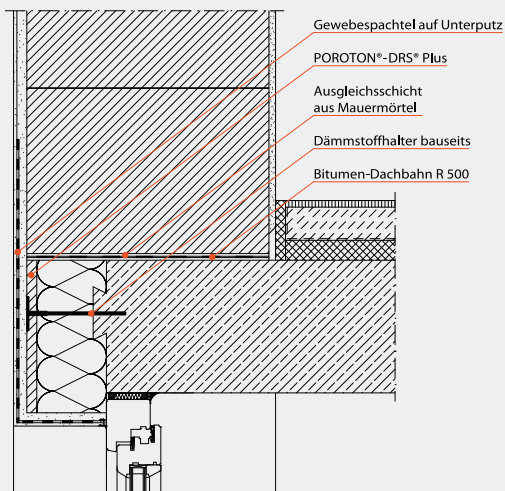 Gewebespachtel auf Unterputz
POROTON®-DRS® Plus
Ausgleichsschicht
aus Mauermörtel
Dämmstoffhalter bauseits
Bitumen-Dachbahn R 500